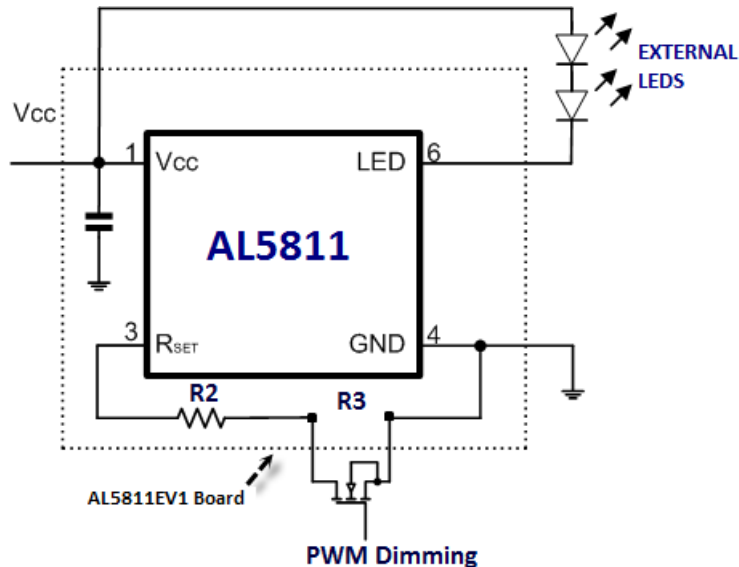 EXTERNAL
LEDS
Vcc
1
Vcc
LED
6
AL5811
3
RSET
GND
4
R2
R3
AL5811EV1 Board
PWM Dimming